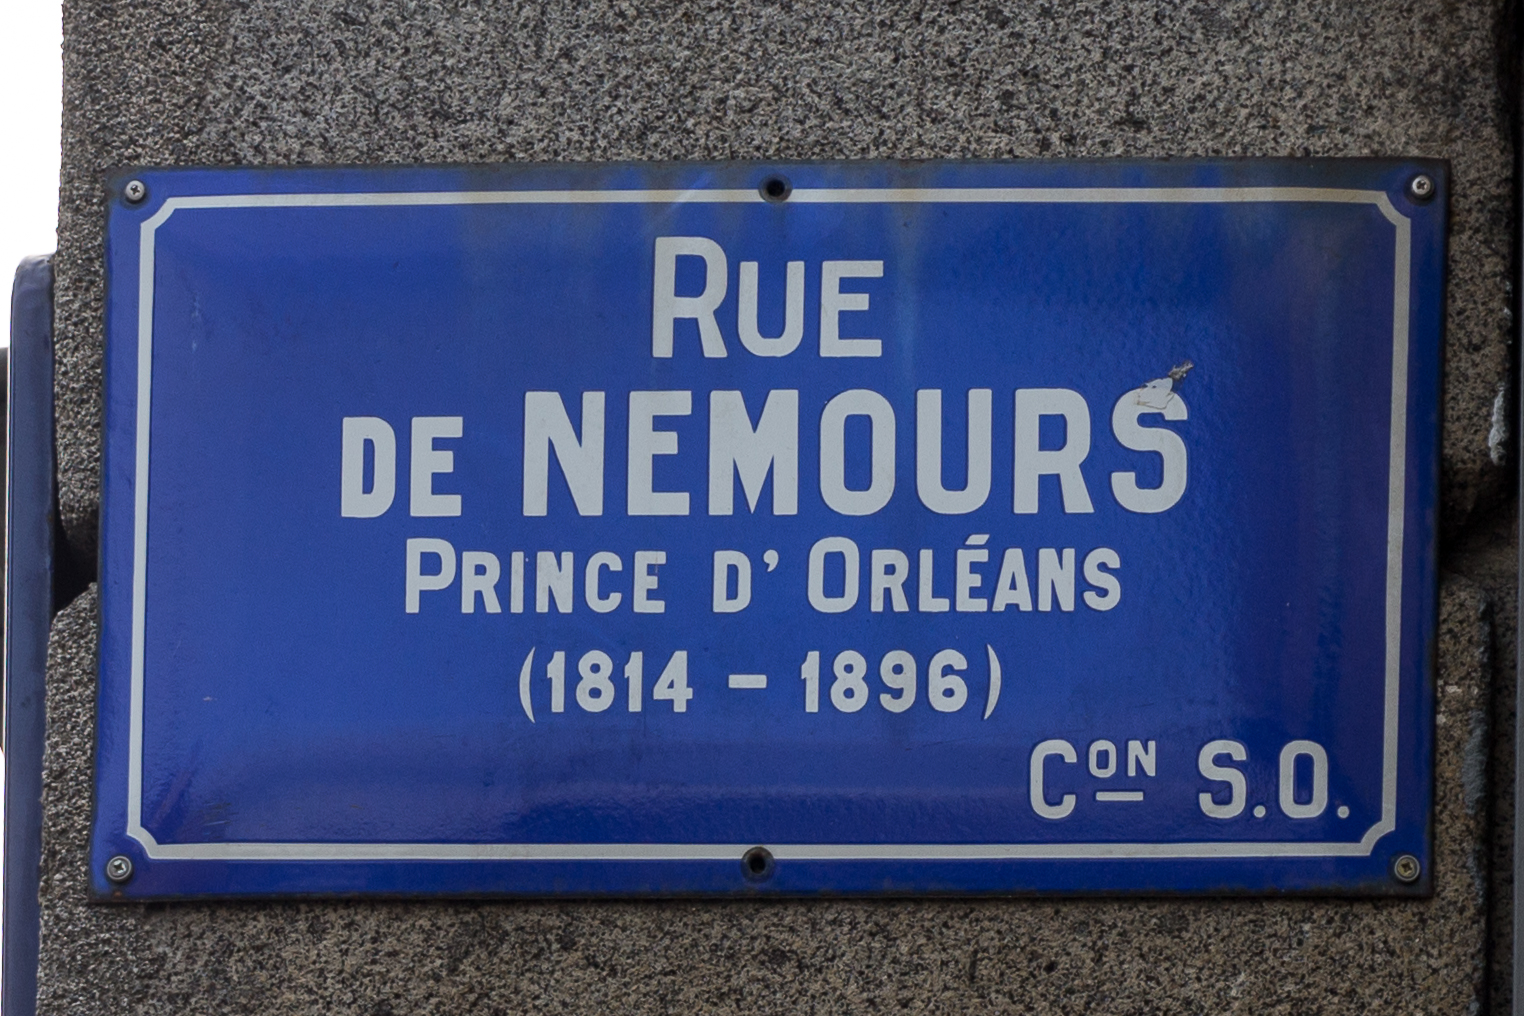 RUE
DE NEMOURS
PRINCE D'ORLÉANS
(1814 - 1896)
CON S.O.